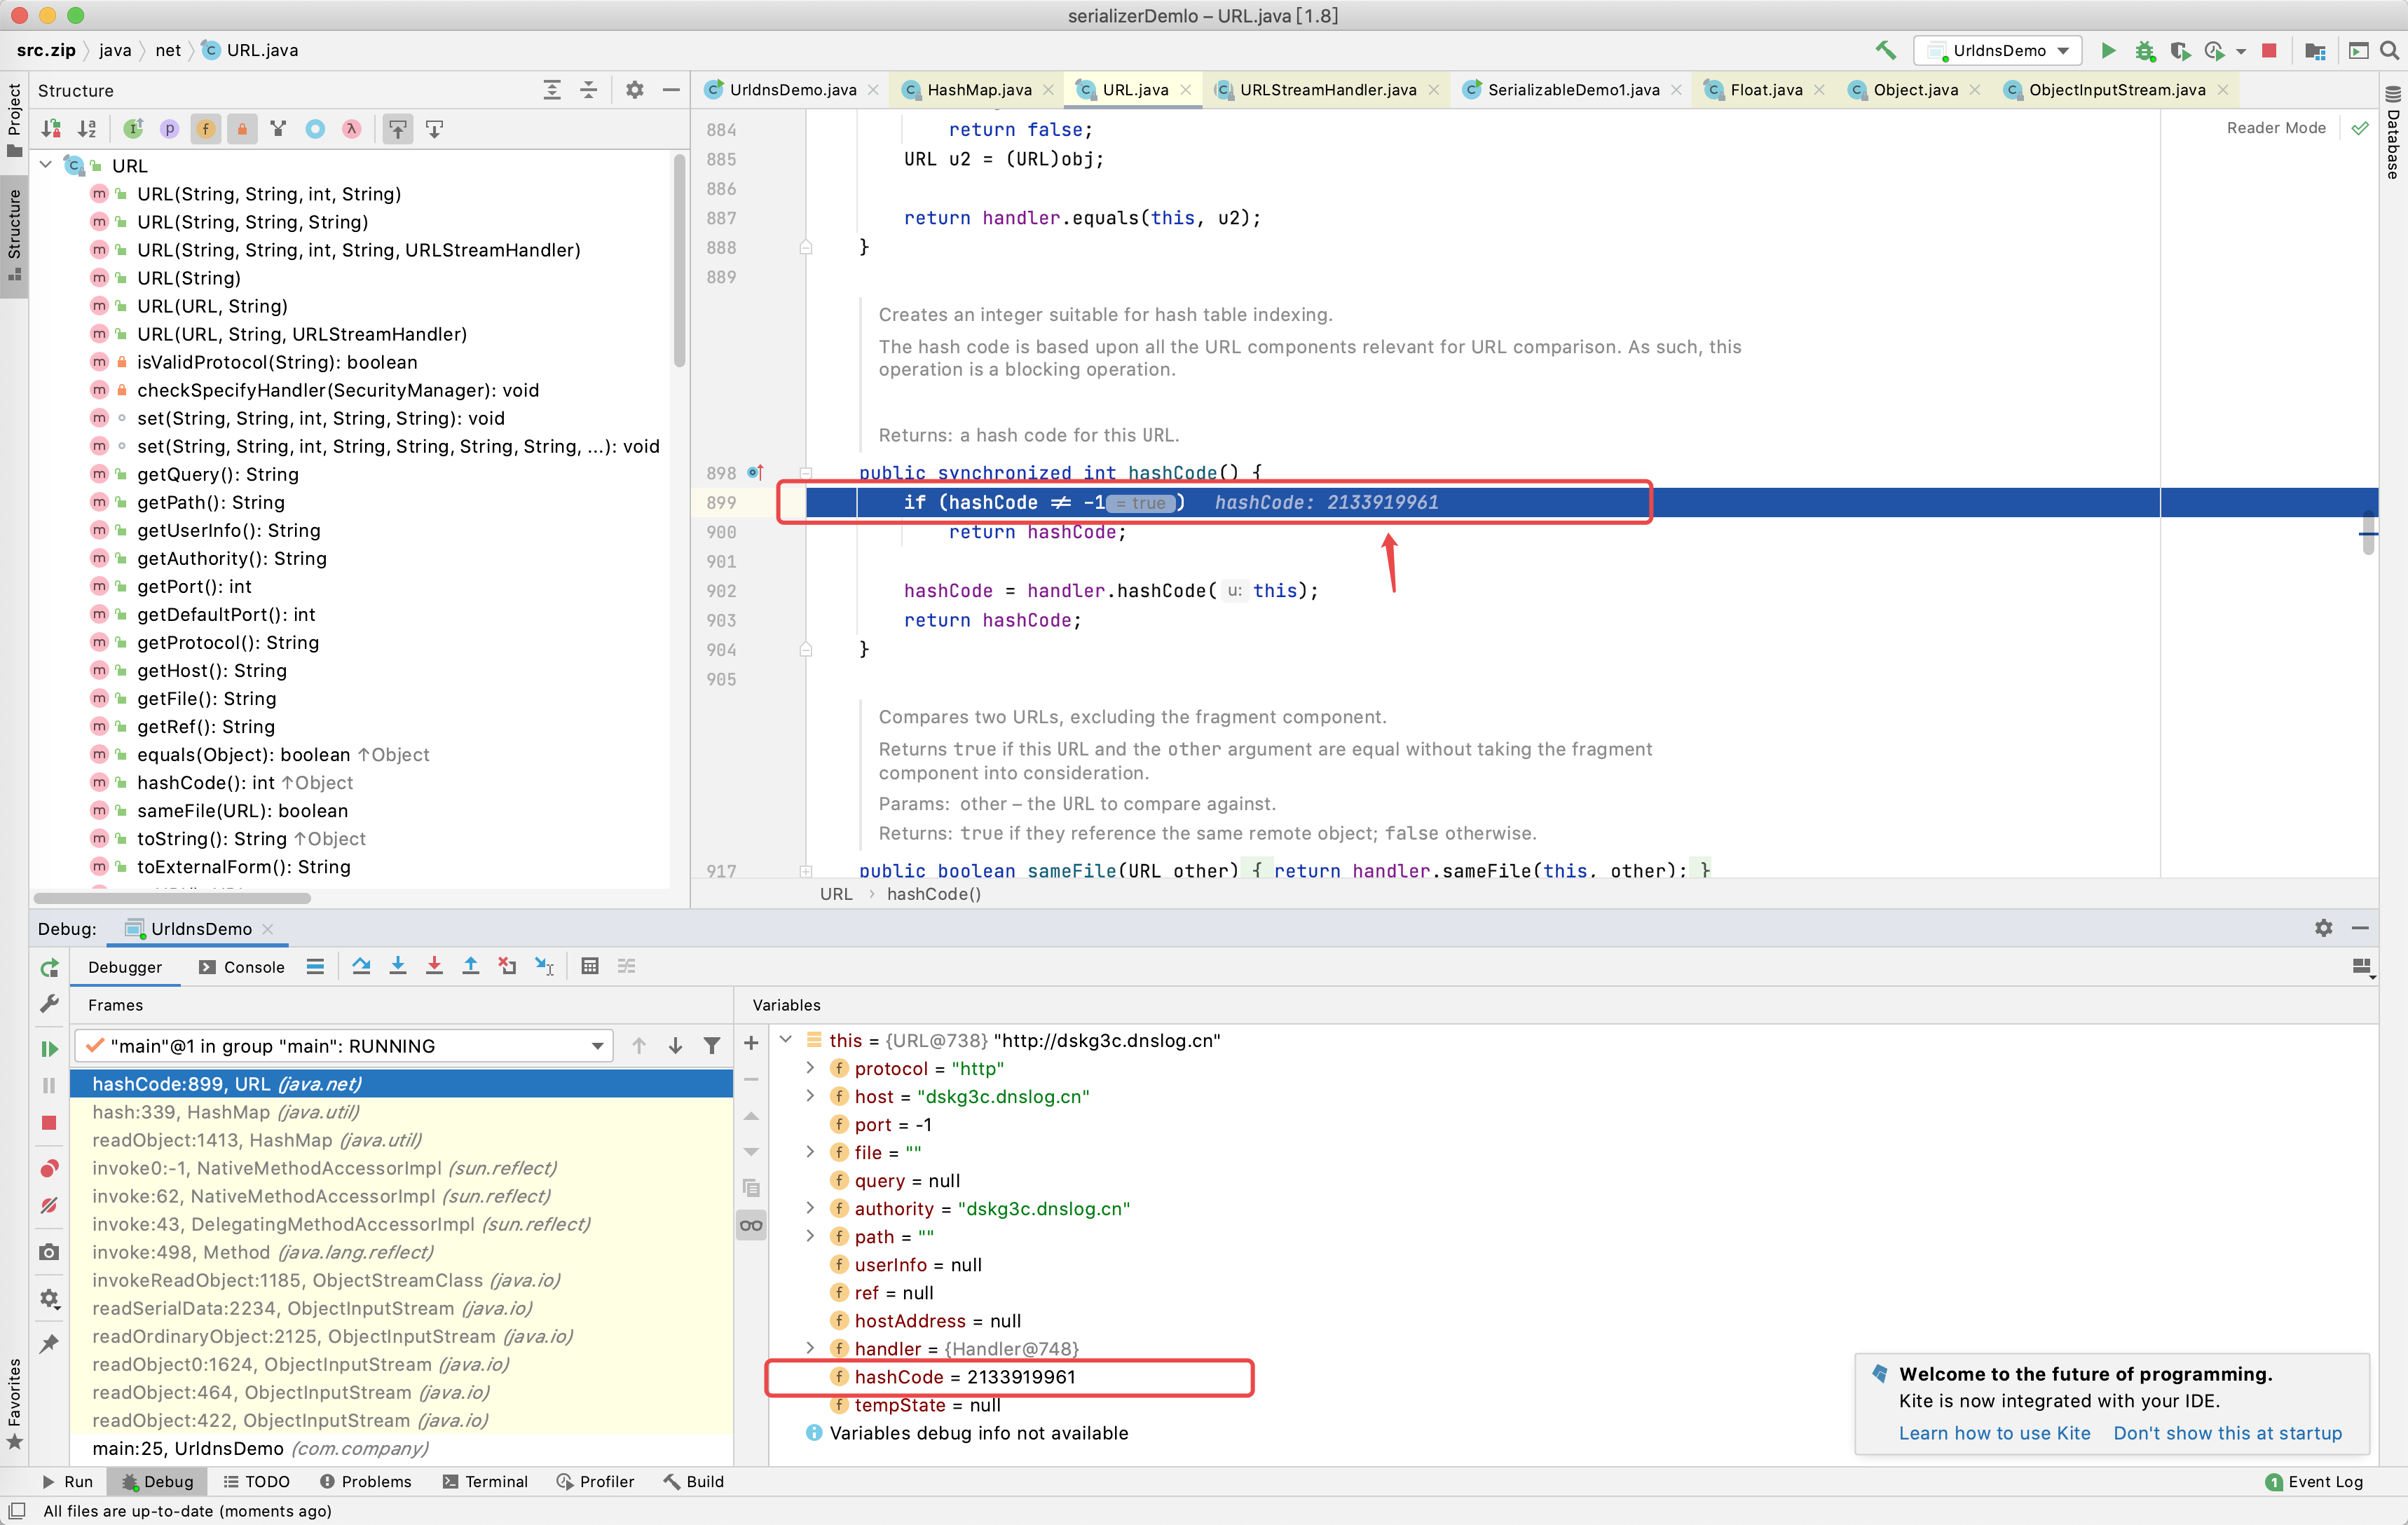 serializerDemlo – URL.java [1.8]
src.zip java net URL.java
UrldnsDemo
Project
Structure
Favorites
Database
Structure
URL
URL(String, String, int, String)
URL(String, String, String)
URL(String, String, int, String, URLStreamHandler)
URL(String)
URL(URL, String)
URL(URL, String, URLStreamHandler)
isValidProtocol(String): boolean
checkSpecifyHandler(SecurityManager): void
set(String, String, int, String, String): void
set(String, String, int, String, String, String, String, ...): void
getQuery(): String
getPath(): String
getUserInfo(): String
getAuthority(): String
getPort(): int
getDefaultPort(): int
getProtocol(): String
getHost(): String
getFile(): String
getRef(): String
equals(Object): boolean ↑Object
hashCode(): int ↑Object
sameFile(URL): boolean
toString(): String ↑Object
toExternalForm(): String
UrldnsDemo.java HashMap.java URL.java URLStreamHandler.java SerializableDemo1.java Float.java Object.java ObjectInputStream.java
Reader Mode
884 return false;
885 URL u2 = (URL)obj;
886
887 return handler.equals(this, u2);
888 }
889
Creates an integer suitable for hash table indexing.
The hash code is based upon all the URL components relevant for URL comparison. As such, this
operation is a blocking operation.
Returns: a hash code for this URL.
898 public synchronized int hashCode() {
899 if (hashCode ≠ -1 = true ) hashCode: 2133919961
900 return hashCode;
901
902 hashCode = handler.hashCode( u: this);
903 return hashCode;
904 }
905
Compares two URLs, excluding the fragment component.
Returns true if this URL and the other argument are equal without taking the fragment
component into consideration.
Params: other – the URL to compare against.
Returns: true if they reference the same remote object; false otherwise.
917 public boolean sameFile(URL other) { return handler.sameFile(this, other); }
URL › hashCode()
Debug: UrldnsDemo
Debugger Console
Frames
"main"@1 in group "main": RUNNING
hashCode:899, URL (java.net)
hash:339, HashMap (java.util)
readObject:1413, HashMap (java.util)
invoke0:-1, NativeMethodAccessorImpl (sun.reflect)
invoke:62, NativeMethodAccessorImpl (sun.reflect)
invoke:43, DelegatingMethodAccessorImpl (sun.reflect)
invoke:498, Method (java.lang.reflect)
invokeReadObject:1185, ObjectStreamClass (java.io)
readSerialData:2234, ObjectInputStream (java.io)
readOrdinaryObject:2125, ObjectInputStream (java.io)
readObject0:1624, ObjectInputStream (java.io)
readObject:464, ObjectInputStream (java.io)
readObject:422, ObjectInputStream (java.io)
main:25, UrldnsDemo (com.company)
Variables
this = {URL@738} "http://dskg3c.dnslog.cn"
protocol = "http"
host = "dskg3c.dnslog.cn"
port = -1
file = ""
query = null
authority = "dskg3c.dnslog.cn"
path = ""
userInfo = null
ref = null
hostAddress = null
handler = {Handler@748}
hashCode = 2133919961
tempState = null
Variables debug info not available
Welcome to the future of programming.
Kite is now integrated with your IDE.
Learn how to use Kite Don't show this at startup
Run Debug TODO Problems Terminal Profiler Build 1 Event Log
All files are up-to-date (moments ago)